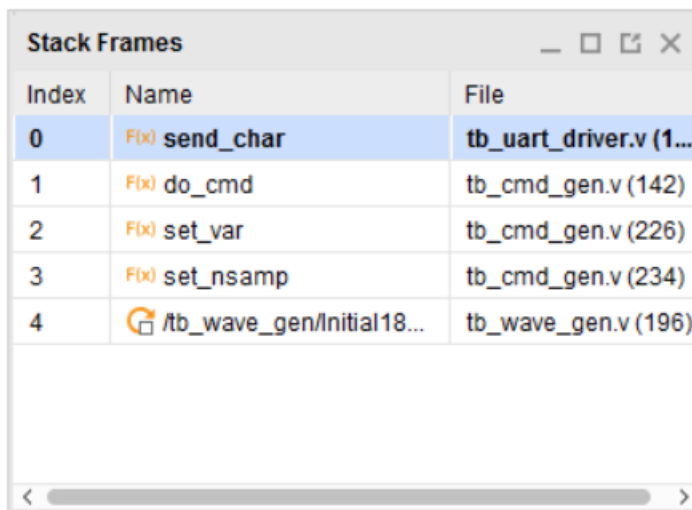 Stack Frames
Index Name File
0 F(x) send_char tb_uart_driver.v (1...
1 F(x) do_cmd tb_cmd_gen.v (142)
2 F(x) set_var tb_cmd_gen.v (226)
3 F(x) set_nsamp tb_cmd_gen.v (234)
4 /tb_wave_gen/Initial18... tb_wave_gen.v (196)